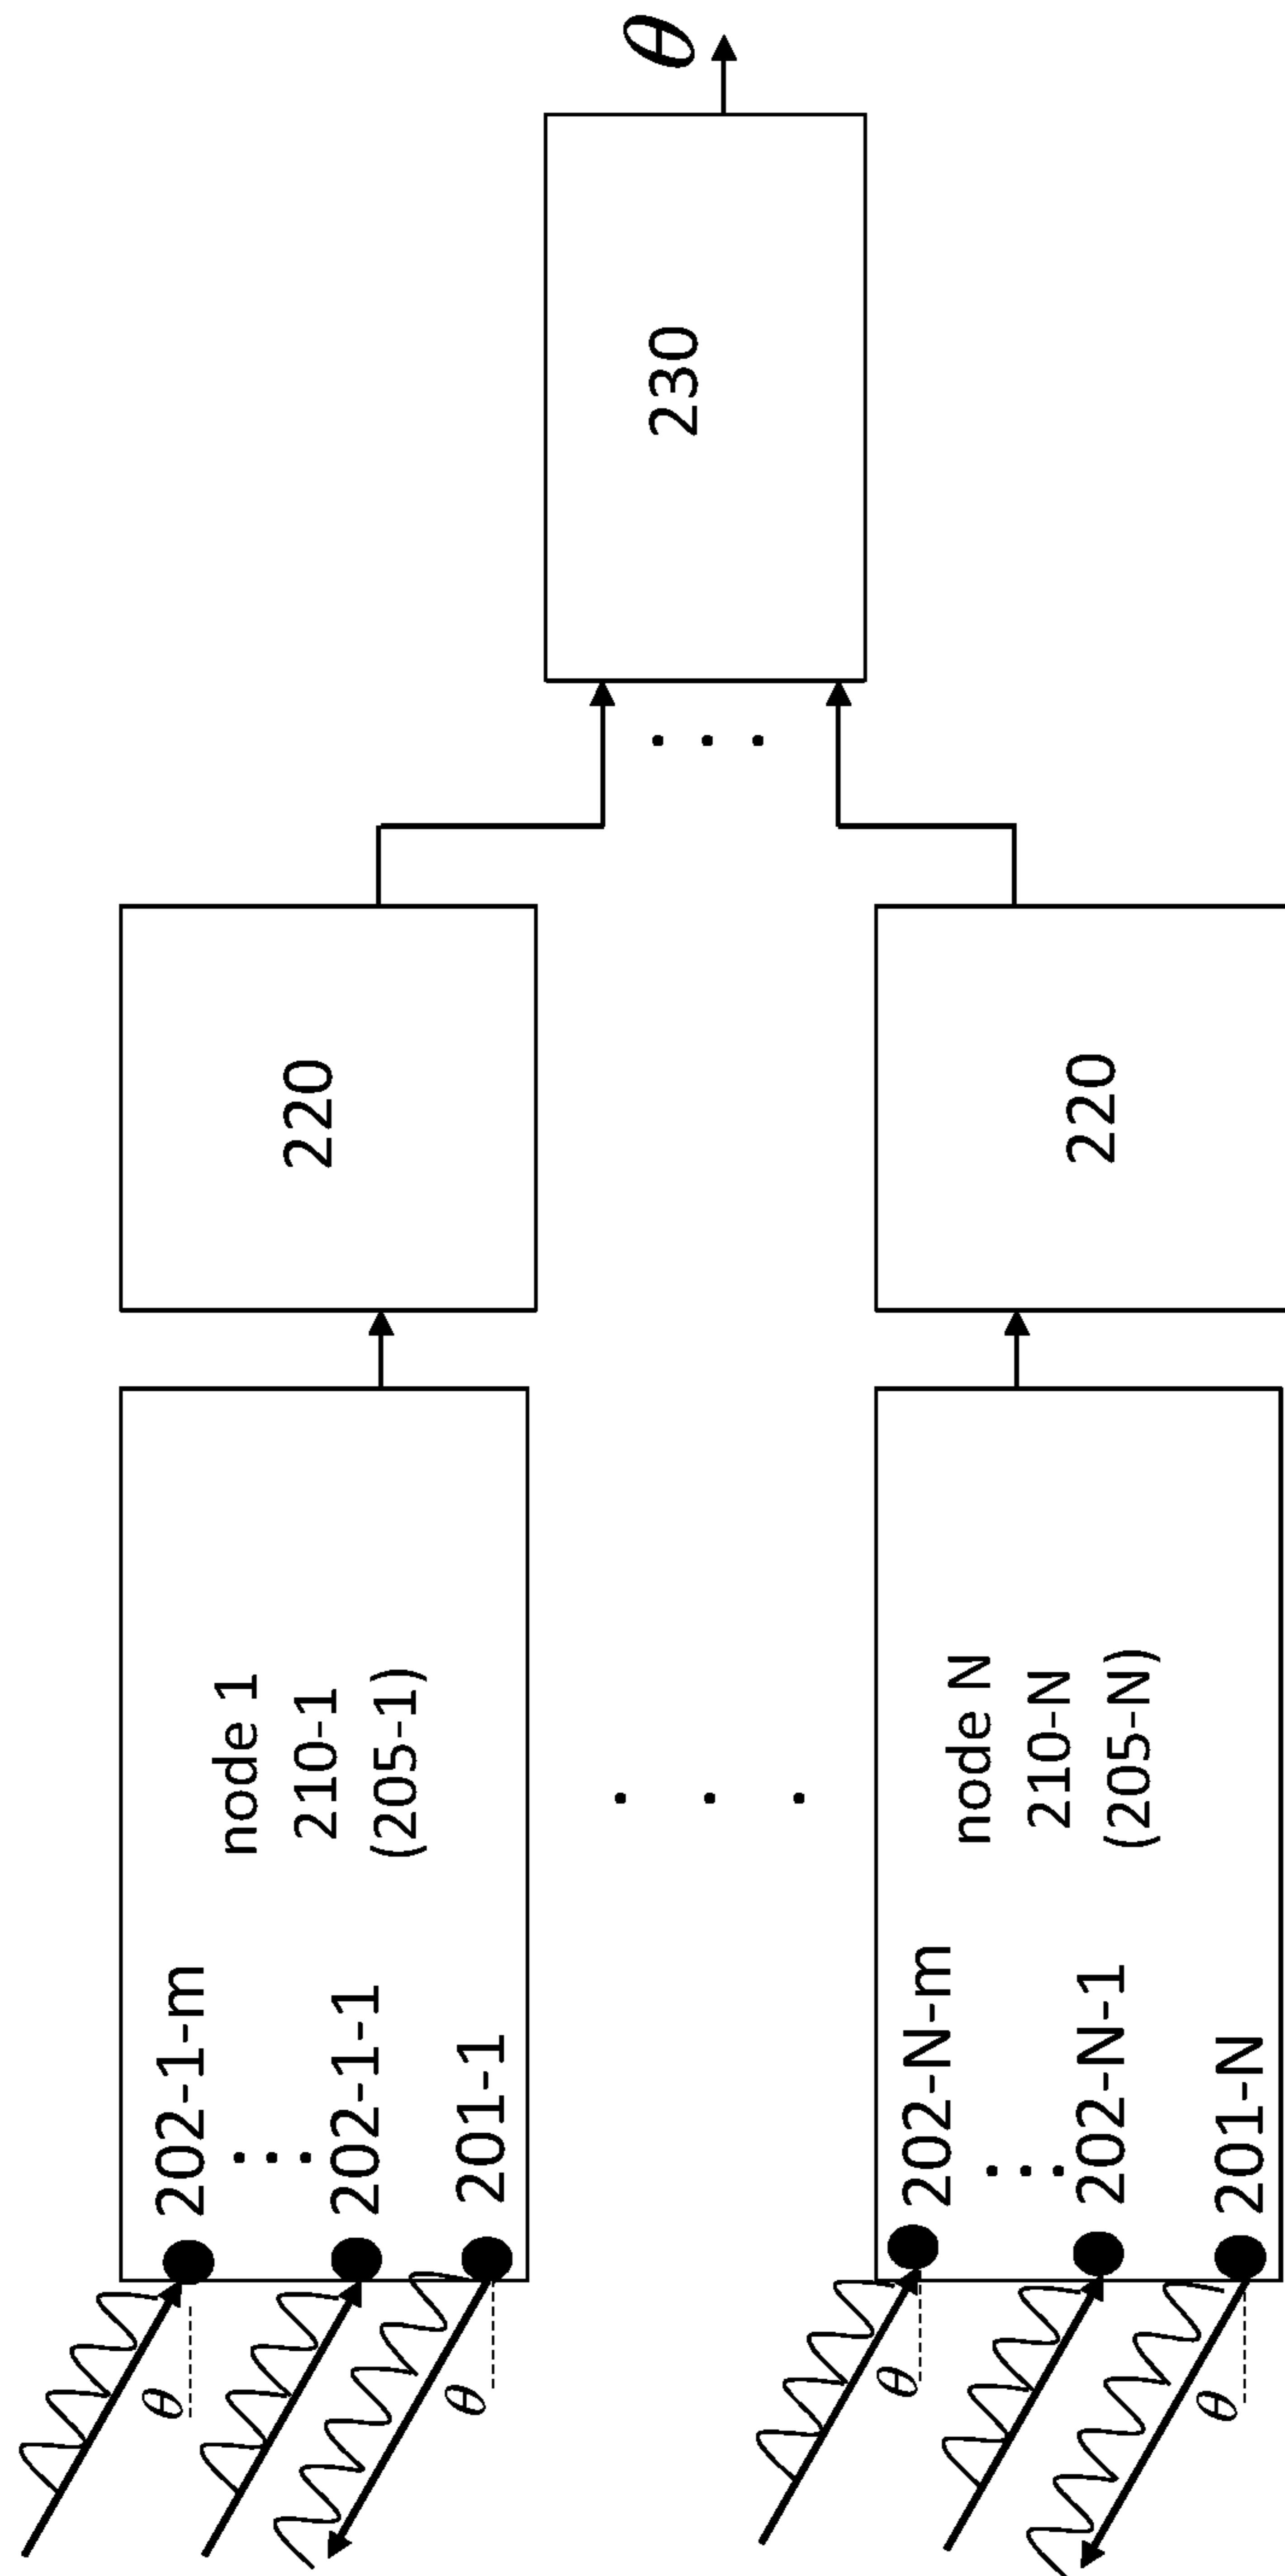 θ
202-1-m
...
202-1-1
201-1
θ
θ
node 1
210-1
(205-1)
220
...
202-N-m
...
202-N-1
201-N
θ
θ
node N
210-N
(205-N)
220
...
230
θ